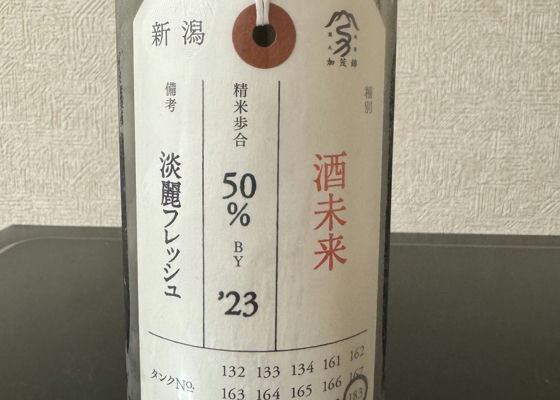 新潟
加茂錦
種別
酒未来
精米歩合
50
%
BY
'23
備考
淡麗フレッシュ
タンクNo.
132 133 134 161 162
163 164 165 166 167
183